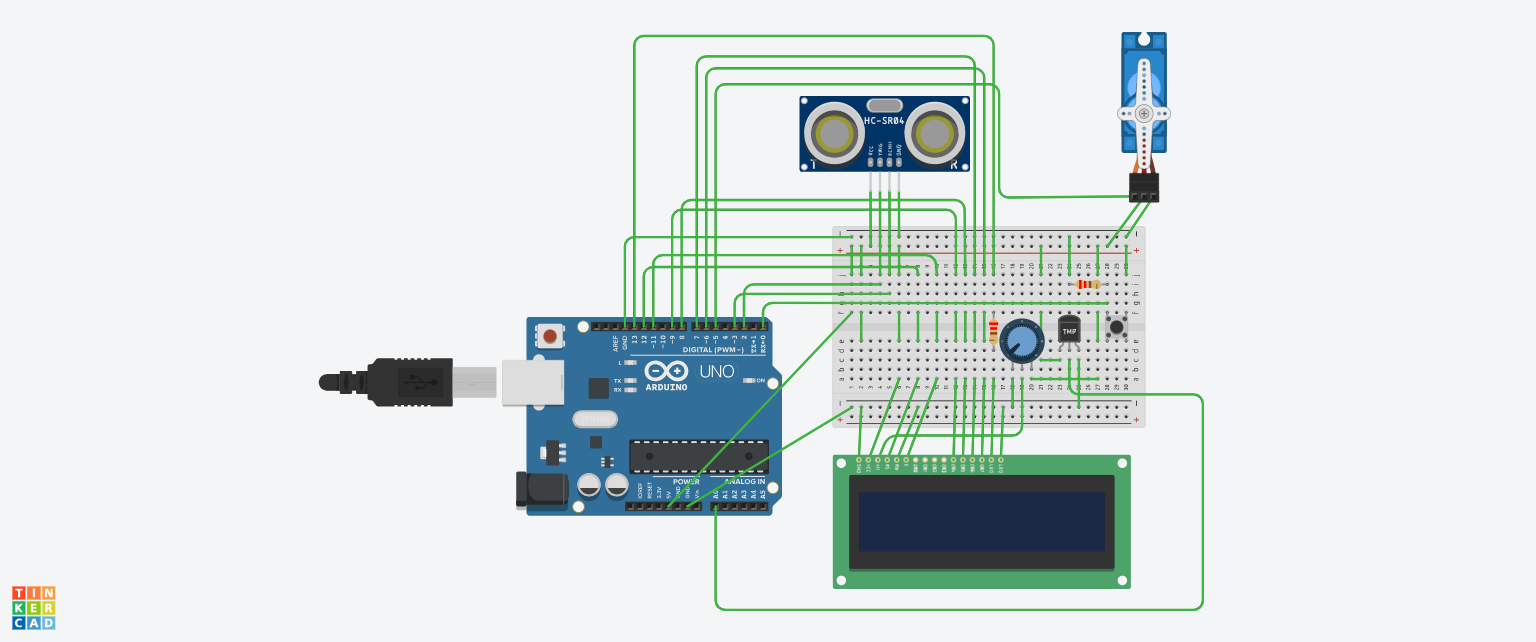 HC-SR04
VCC
TRIG
ECHO
GND
T
R
TMP
AREF
GND
13
12
~11
~10
~9
8
7
~6
~5
4
~3
2
TX→1
RX←0
DIGITAL (PWM~)
L
TX
RX
ARDUINO
UNO
ON
POWER
ANALOG IN
IOREF
RESET
3.3V
5V
GND
GND
Vin
A0
A1
A2
A3
A4
A5
TIN
KER
CAD